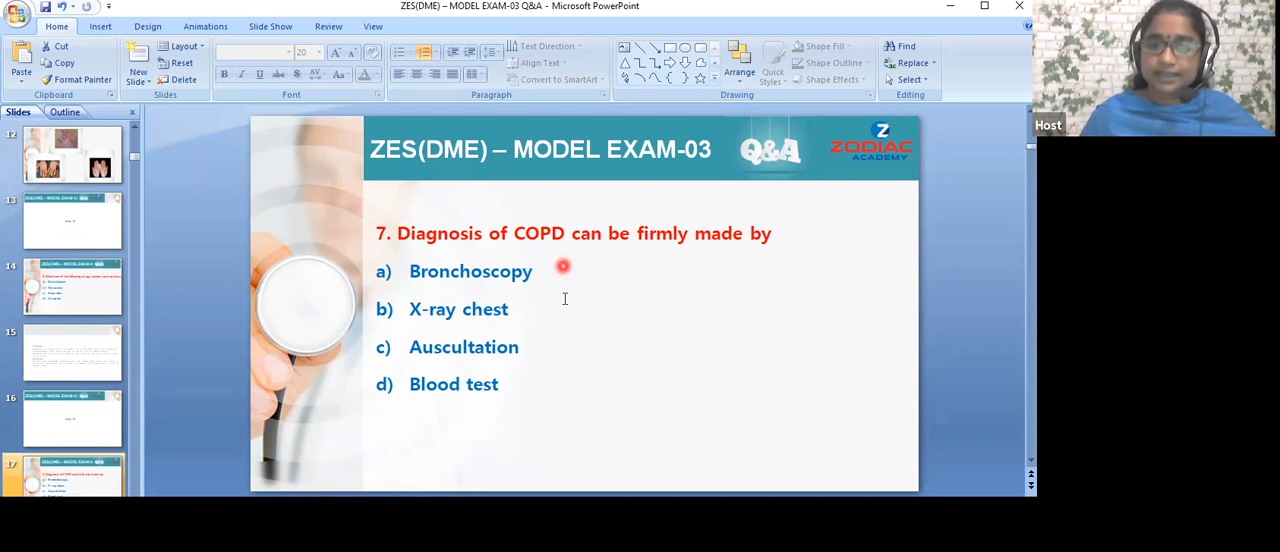 ZES(DME) - MODEL EXAM-03 Q&A - Microsoft PowerPoint
Home Insert Design Animations Slide Show Review View
Paste
Cut
Copy
Format Painter
Clipboard
New Slide
Layout
Reset
Delete
Slides
20
B I U abc S AV Aa A
Font
Text Direction
Align Text
Convert to SmartArt
Paragraph
Arrange
Quick Styles
Shape Fill
Shape Outline
Shape Effects
Drawing
Find
Replace
Select
Editing
Host
Slides Outline
12
13
14
15
16
17
ZES(DME) – MODEL EXAM-03
Q&A
Z
ZODIAC
ACADEMY
7. Diagnosis of COPD can be firmly made by
a) Bronchoscopy
b) X-ray chest
c) Auscultation
d) Blood test